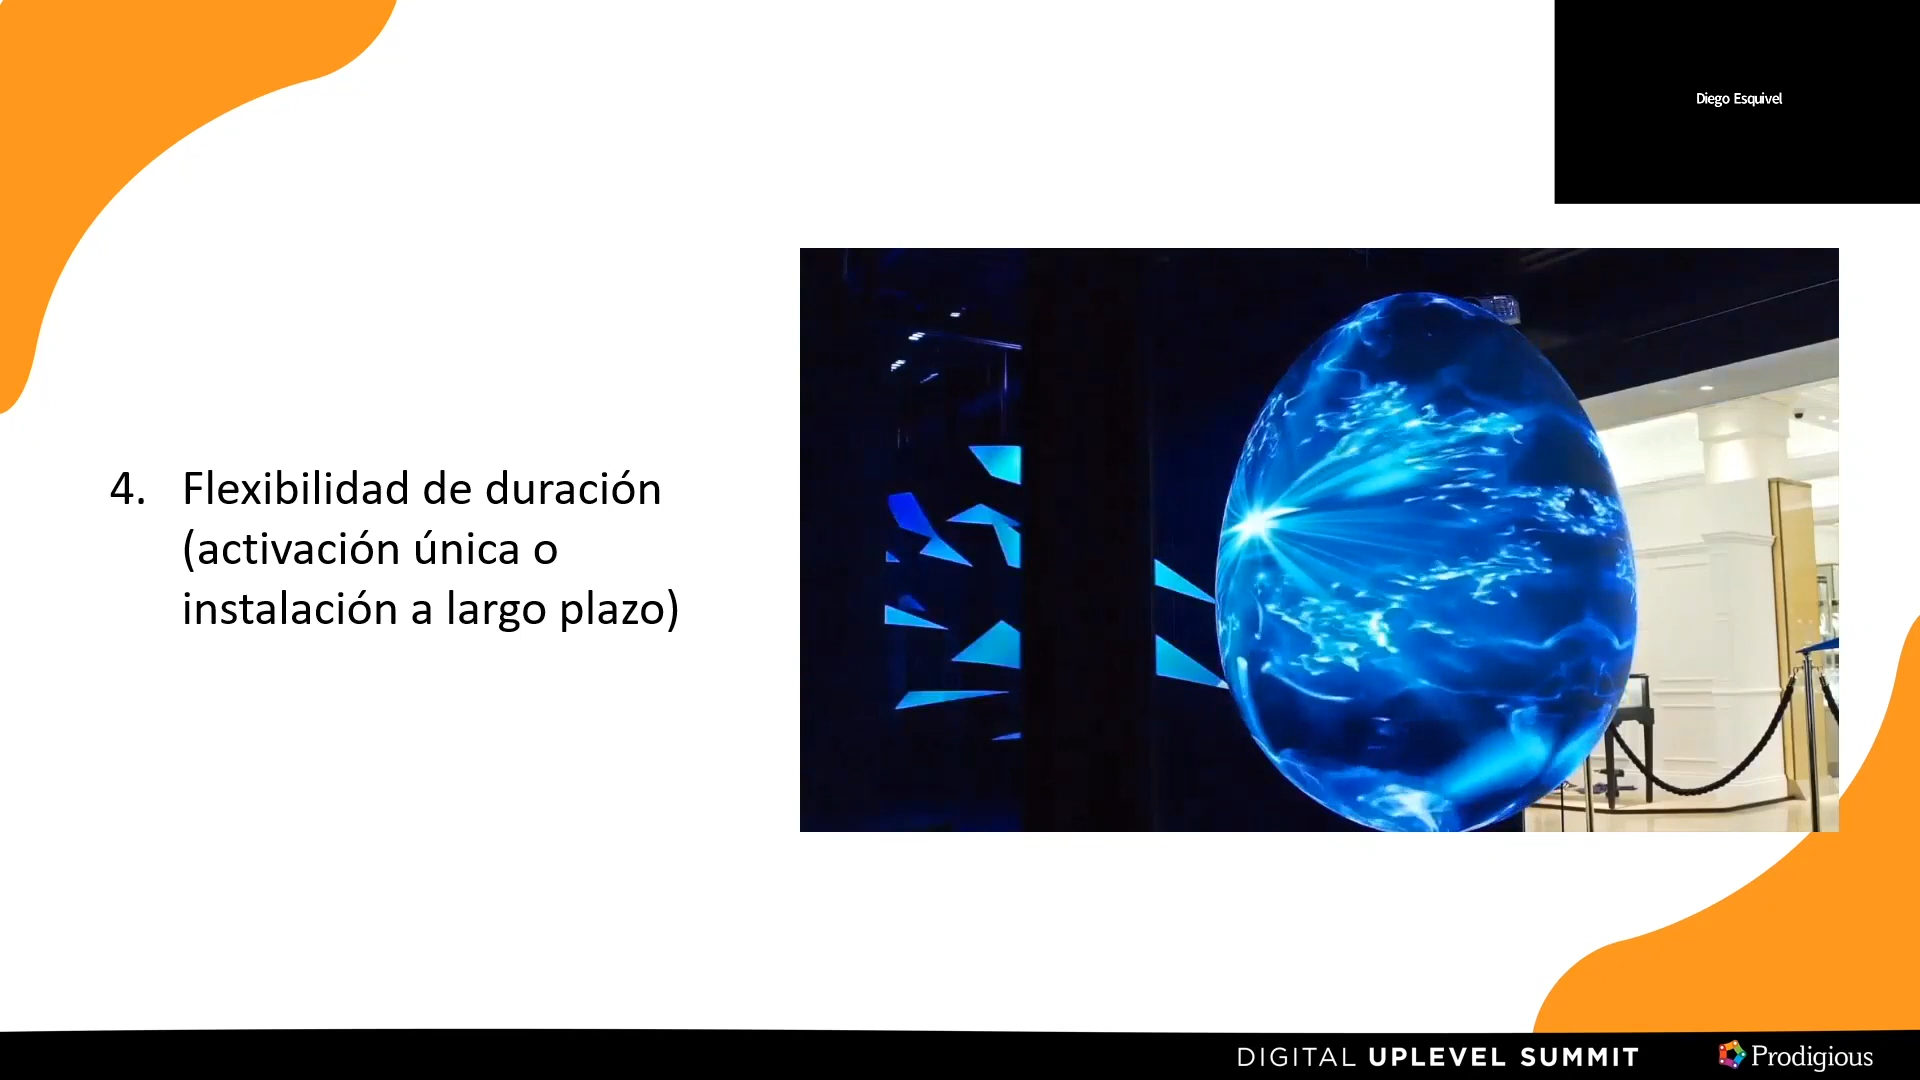 Diego Esquivel
4. Flexibilidad de duración
(activación única o
instalación a largo plazo)
DIGITAL UPLEVEL SUMMIT
Prodigious